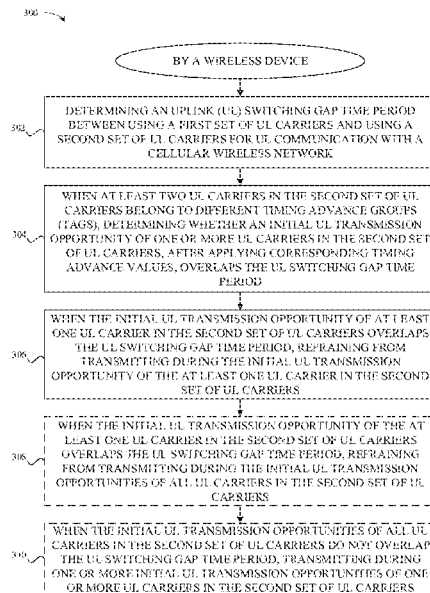 300
BY A WIRELESS DEVICE
302
DETERMINING AN UPLINK (UL) SWITCHING GAP TIME PERIOD
BETWEEN USING A FIRST SET OF UL CARRIERS AND USING A
SECOND SET OF UL CARRIERS FOR UL COMMUNICATION WITH A
CELLULAR WIRELESS NETWORK
304
WHEN AT LEAST TWO UL CARRIERS IN THE SECOND SET OF UL
CARRIERS BELONG TO DIFFERENT TIMING ADVANCE GROUPS
(TAGS), DETERMINING WHETHER AN INITIAL UL TRANSMISSION
OPPORTUNITY OF ONE OR MORE UL CARRIERS IN THE SECOND SET
OF UL CARRIERS, AFTER APPLYING CORRESPONDING TIMING
ADVANCE VALUES, OVERLAPS THE UL SWITCHING GAP TIME
PERIOD
306
WHEN THE INITIAL UL TRANSMISSION OPPORTUNITY OF AT LEAST
ONE UL CARRIER IN THE SECOND SET OF UL CARRIERS OVERLAPS
THE UL SWITCHING GAP TIME PERIOD, REFRAINING FROM
TRANSMITTING DURING THE INITIAL UL TRANSMISSION
OPPORTUNITY OF THE AT LEAST ONE UL CARRIER IN THE SECOND
SET OF UL CARRIERS
308
WHEN THE INITIAL UL TRANSMISSION OPPORTUNITY OF THE AT
LEAST ONE UL CARRIER IN THE SECOND SET OF UL CARRIERS
OVERLAPS THE UL SWITCHING GAP TIME PERIOD, REFRAINING
FROM TRANSMITTING DURING THE INITIAL UL TRANSMISSION
OPPORTUNITIES OF ALL UL CARRIERS IN THE SECOND SET OF UL
CARRIERS
WHEN THE INITIAL UL TRANSMISSION OPPORTUNITIES OF ALL UL
CARRIERS IN THE SECOND SET OF UL CARRIERS DO NOT OVERLAP
THE UL SWITCHING GAP TIME PERIOD, TRANSMITTING DURING
ONE OR MORE INITIAL UL TRANSMISSION OPPORTUNITIES OF ONE
OR MORE UL CARRIERS IN THE SECOND SET OF UL CARRIERS